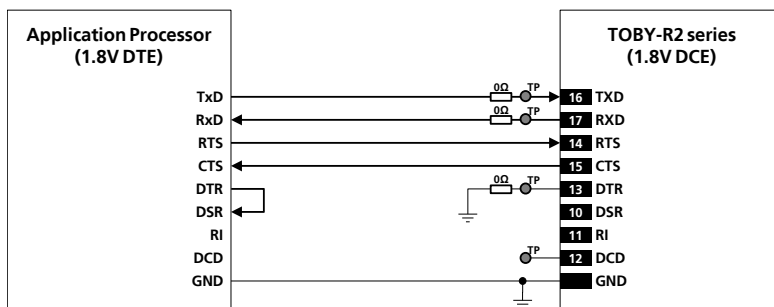 Application Processor
(1.8V DTE)
TOBY-R2 series
(1.8V DCE)
TxD 0Ω TP 16 TXD
RxD 0Ω TP 17 RXD
RTS 14 RTS
CTS 15 CTS
DTR 0Ω TP 13 DTR
DSR 10 DSR
RI 11 RI
DCD TP 12 DCD
GND GND